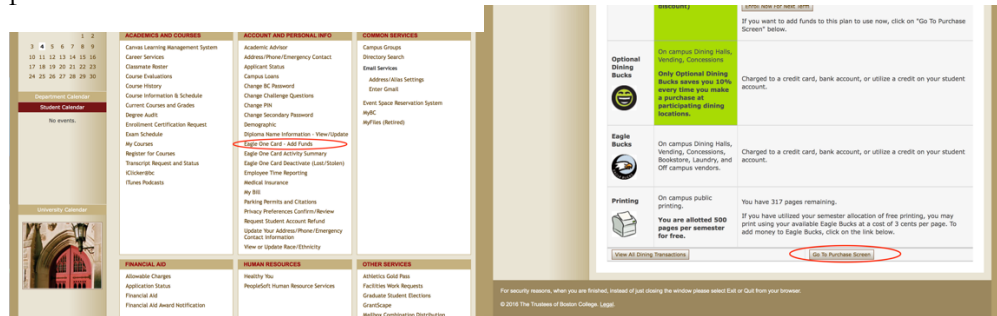 1 2
3 4 5 6 7 8 9
10 11 12 13 14 15 16
17 18 19 20 21 22 23
24 25 26 27 28 29 30
Department Calendar
Student Calendar
No events.
University Calendar
ACADEMICS AND COURSES
Canvas Learning Management System
Career Services
Classmate Roster
Course Evaluations
Course History
Course Information & Schedule
Current Courses and Grades
Degree Audit
Enrollment Certification Request
Exam Schedule
My Courses
Register for Courses
Transcript Request and Status
iClicker@bc
iTunes Podcasts
FINANCIAL AID
Allowable Charges
Application Status
Financial Aid
Financial Aid Award Notification
ACCOUNT AND PERSONAL INFO
Academic Advisor
Address/Phone/Emergency Contact
Applicant Status
Campus Loans
Change BC Password
Change Challenge Questions
Change PIN
Change Secondary Password
Demographic
Diploma Name Information - View/Update
Eagle One Card - Add Funds
Eagle One Card Activity Summary
Eagle One Card Deactivate (Lost/Stolen)
Employee Time Reporting
Medical Insurance
My Bill
Parking Permits and Citations
Privacy Preferences Confirm/Review
Request Student Account Refund
Update Your Address/Phone/Emergency
Contact Information
View or Update Race/Ethnicity
HUMAN RESOURCES
Healthy You
PeopleSoft Human Resource Services
COMMON SERVICES
Campus Groups
Directory Search
Email Services
Address/Alias Settings
Enter Gmail
Event Space Reservation System
MyBC
MyFiles (Retired)
OTHER SERVICES
Athletics Gold Pass
Facilities Work Requests
Graduate Student Elections
GrantScape
Mailbox Combination Distribution
discount)
Enroll Now For Next Term
If you want to add funds to this plan to use now, click on "Go To Purchase
Screen" below.
Optional
Dining
Bucks
On campus Dining Halls,
Vending, Concessions
Only Optional Dining
Bucks saves you 10%
every time you make
a purchase at
participating dining
locations.
Charged to a credit card, bank account, or utilize a credit on your student
account.
Eagle
Bucks
On campus Dining Halls,
Vending, Concessions,
Bookstore, Laundry, and
Off campus vendors.
Charged to a credit card, bank account, or utilize a credit on your student
account.
Printing
On campus public
printing.
You are allotted 500
pages per semester
for free.
You have 317 pages remaining.
If you have utilized your semester allocation of free printing, you may
print using your available Eagle Bucks at a cost of 3 cents per page. To
add money to Eagle Bucks, click on the link below.
View All Dining Transactions
Go To Purchase Screen
For security reasons, when you are finished, instead of just closing the window please select Exit or Quit from your browser.
© 2016 The Trustees of Boston College. Legal.